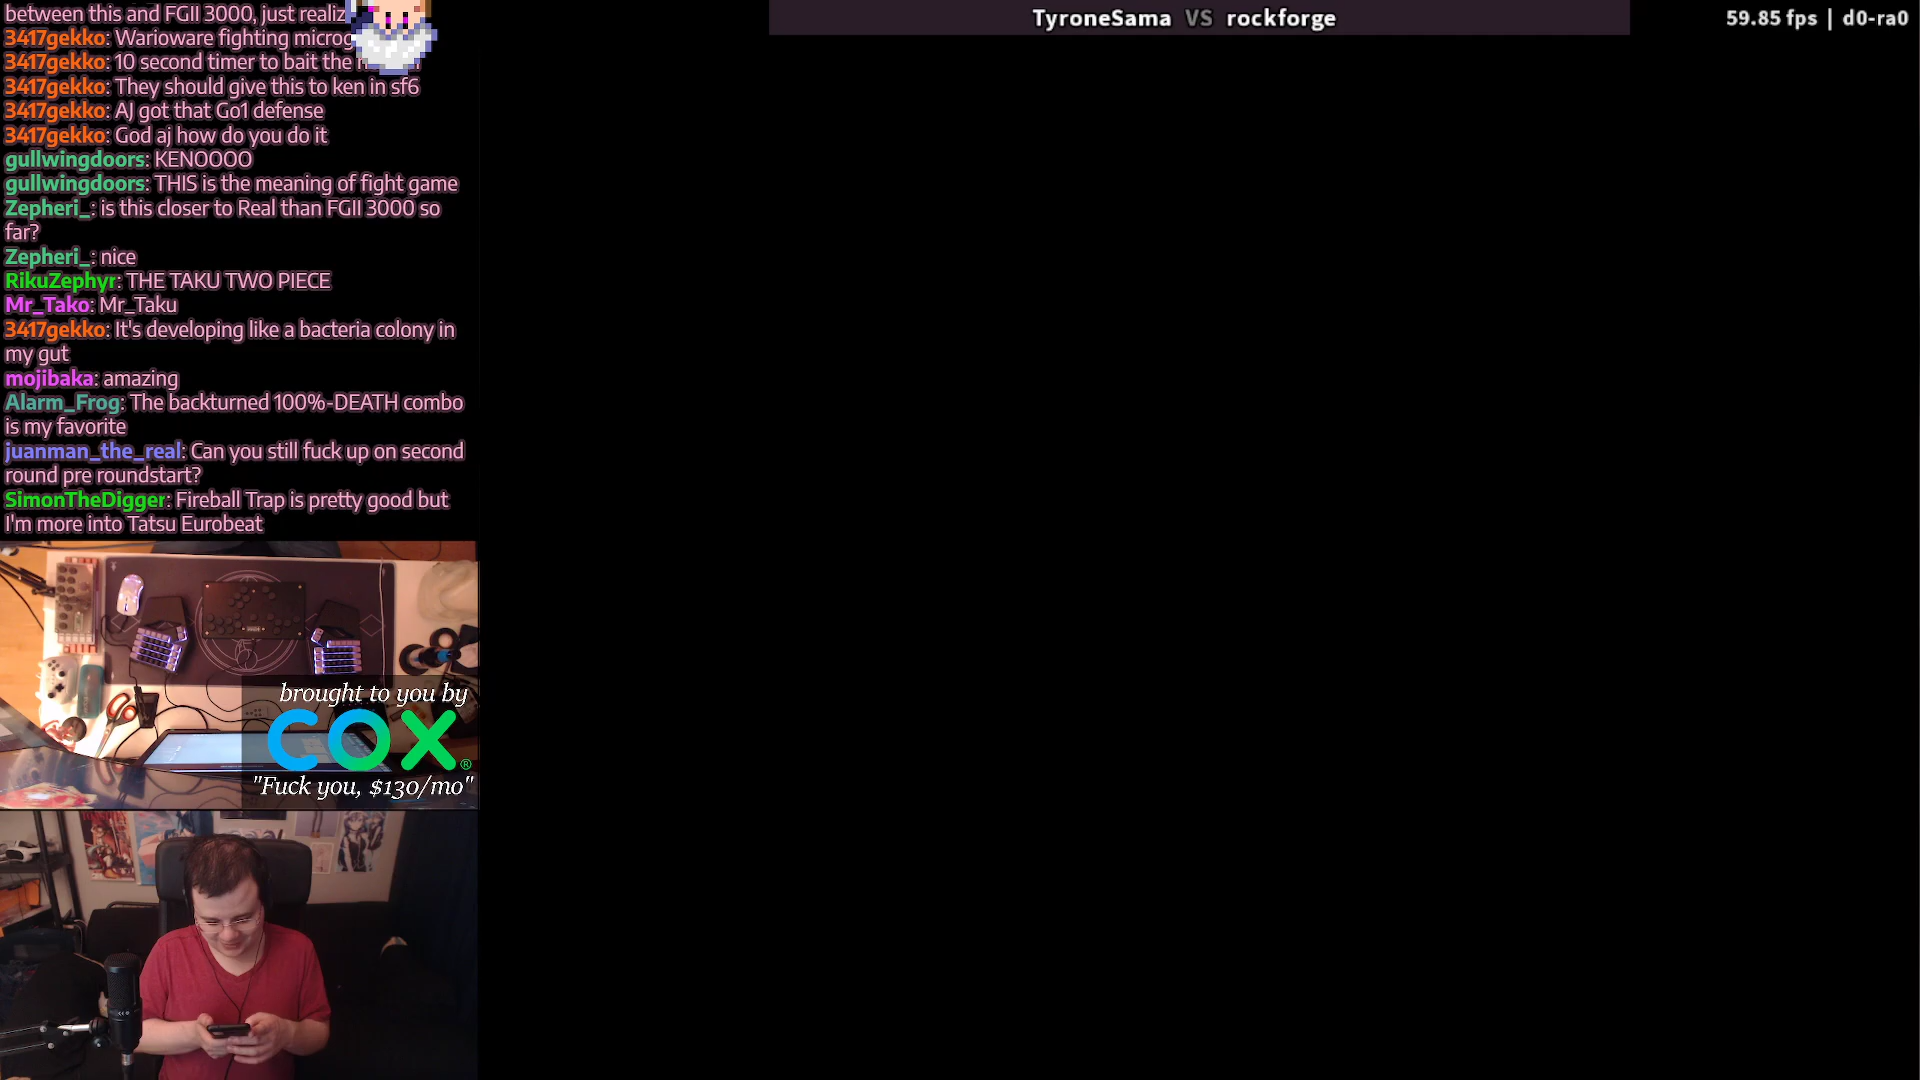 between this and FGII 3000, just realiz
3417gekko: Warioware fighting microg
3417gekko: 10 second timer to bait the
3417gekko: They should give this to ken in sf6
3417gekko: AJ got that Go1 defense
3417gekko: God aj how do you do it
gullwingdoors: KENOOOO
gullwingdoors: THIS is the meaning of fight game
Zepheri_: is this closer to Real than FGII 3000 so
far?
Zepheri_: nice
RikuZephyr: THE TAKU TWO PIECE
Mr_Tako: Mr_Taku
3417gekko: It's developing like a bacteria colony in
my gut
mojibaka: amazing
Alarm_Frog: The backturned 100%-DEATH combo
is my favorite
juanman_the_real: Can you still fuck up on second
round pre roundstart?
SimonTheDigger: Fireball Trap is pretty good but
I'm more into Tatsu Eurobeat
brought to you by
COX®
"Fuck you, $130/mo"
TyroneSama VS rockforge
59.85 fps | d0-ra0